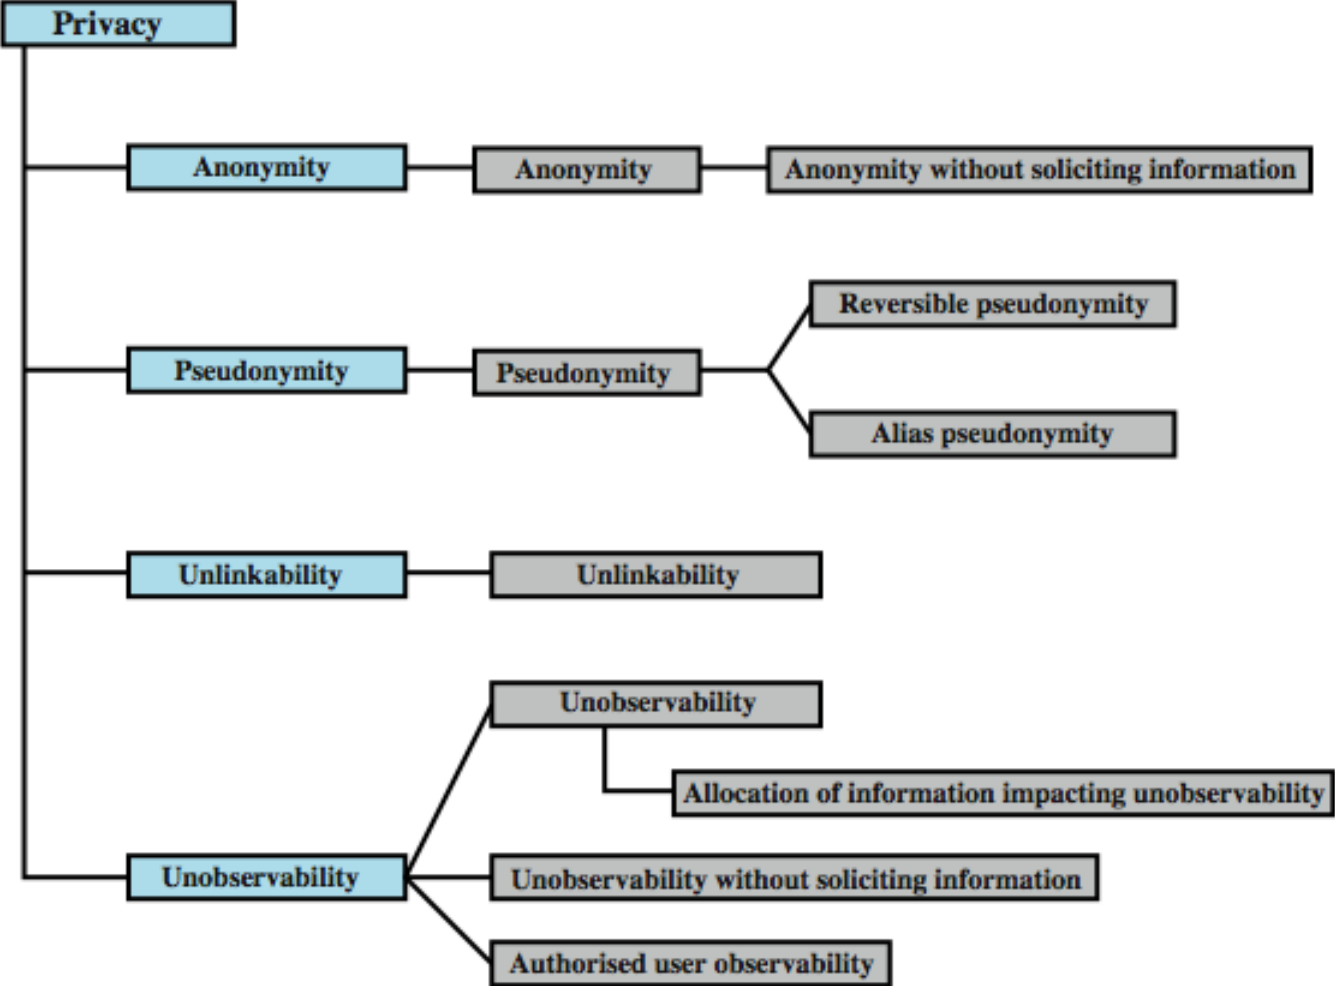 Privacy
Anonymity
Anonymity
Anonymity without soliciting information
Reversible pseudonymity
Pseudonymity
Pseudonymity
Alias pseudonymity
Unlinkability
Unlinkability
Unobservability
Allocation of information impacting unobservability
Unobservability
Unobservability without soliciting information
Authorised user observability